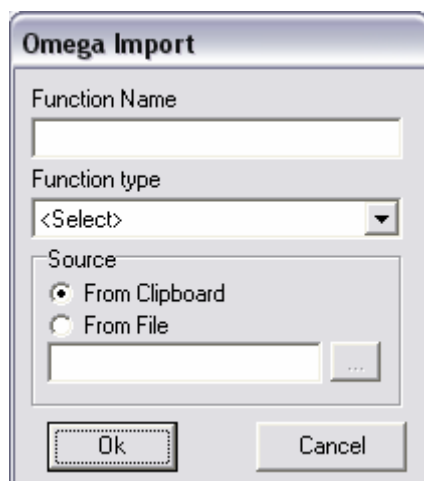 Omega Import
Function Name
Function type
<Select>
Source
From Clipboard
From File
...
Ok
Cancel